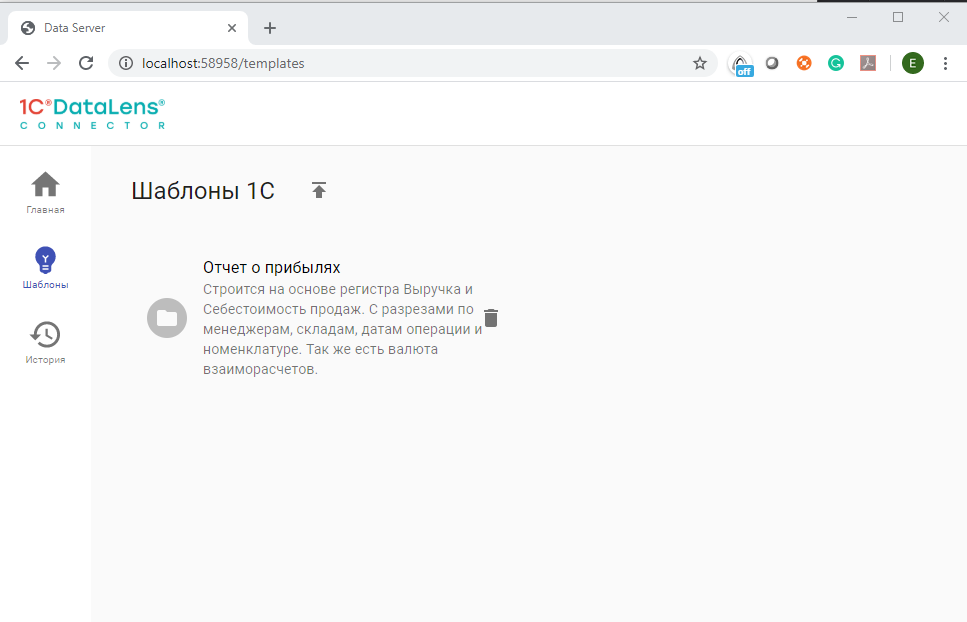 Data Server
localhost:58958/templates
off
E
1C®DataLens®
CONNECTOR
Главная
Шаблоны
История
Шаблоны 1С
Отчет о прибылях
Строится на основе регистра Выручка и
Себестоимость продаж. С разрезами по
менеджерам, складам, датам операции и
номенклатуре. Так же есть валюта
взаиморасчетов.